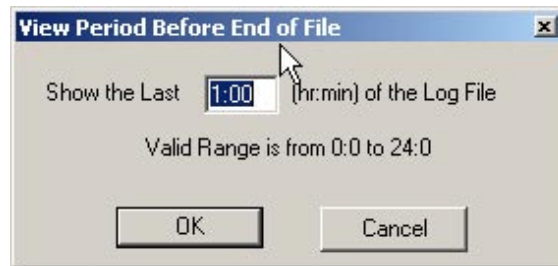 View Period Before End of File
Show the Last 1:00 (hr:min) of the Log File
Valid Range is from 0:0 to 24:0
OK Cancel